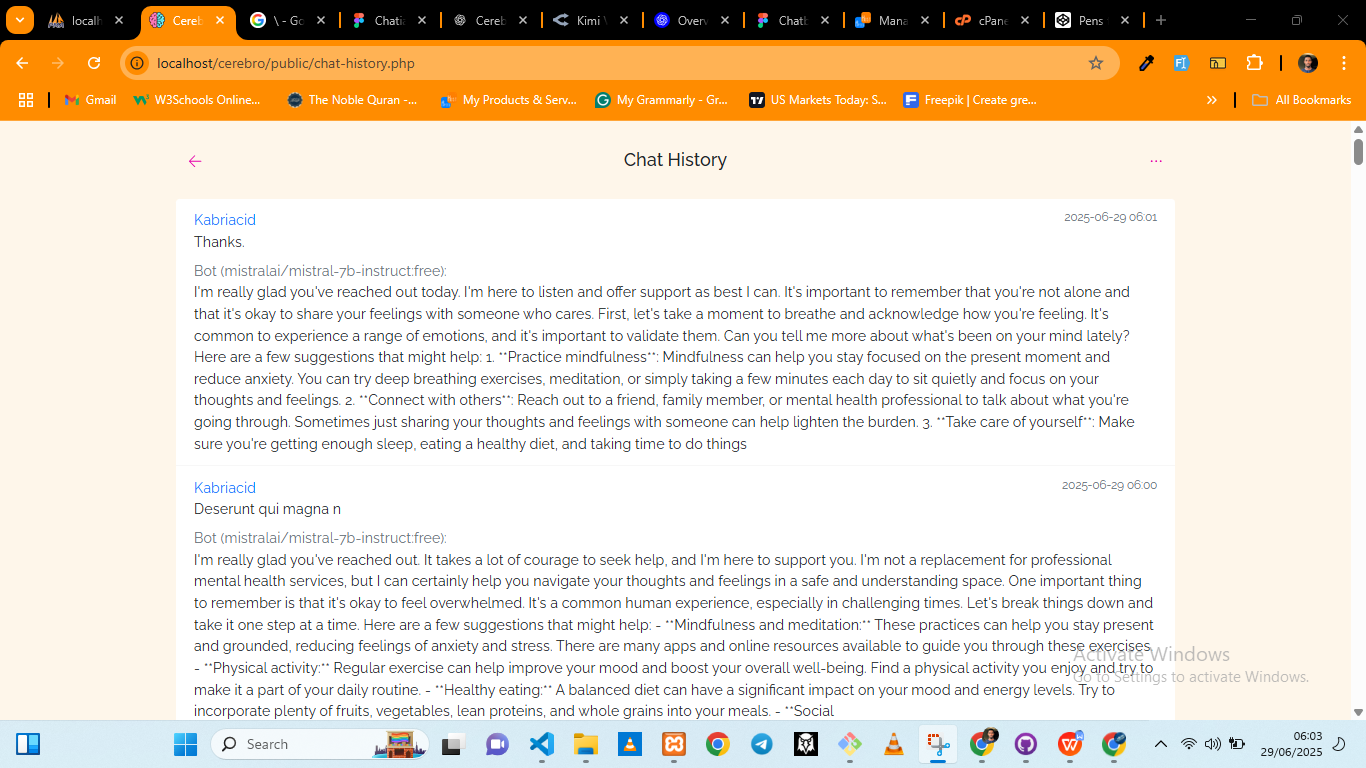 localh
Cereb
\ - Go
Chatia
Cereb
Kimi
Overv
Chatb
Mana
cPane
Pens
localhost/cerebro/public/chat-history.php
Gmail
W3Schools Online...
The Noble Quran -...
My Products & Serv...
My Grammarly - Gr...
US Markets Today: S...
Freepik | Create gre...
All Bookmarks
Chat History
Kabriacid
2025-06-29 06:01
Thanks.
Bot (mistralai/mistral-7b-instruct:free):
I'm really glad you've reached out today. I'm here to listen and offer support as best I can. It's important to remember that you're not alone and
that it's okay to share your feelings with someone who cares. First, let's take a moment to breathe and acknowledge how you're feeling. It's
common to experience a range of emotions, and it's important to validate them. Can you tell me more about what's been on your mind lately?
Here are a few suggestions that might help: 1. **Practice mindfulness**: Mindfulness can help you stay focused on the present moment and
reduce anxiety. You can try deep breathing exercises, meditation, or simply taking a few minutes each day to sit quietly and focus on your
thoughts and feelings. 2. **Connect with others**: Reach out to a friend, family member, or mental health professional to talk about what you're
going through. Sometimes just sharing your thoughts and feelings with someone can help lighten the burden. 3. **Take care of yourself**: Make
sure you're getting enough sleep, eating a healthy diet, and taking time to do things
Kabriacid
2025-06-29 06:00
Deserunt qui magna n
Bot (mistralai/mistral-7b-instruct:free):
I'm really glad you've reached out. It takes a lot of courage to seek help, and I'm here to support you. I'm not a replacement for professional
mental health services, but I can certainly help you navigate your thoughts and feelings in a safe and understanding space. One important thing
to remember is that it's okay to feel overwhelmed. It's a common human experience, especially in challenging times. Let's break things down and
take it one step at a time. Here are a few suggestions that might help: - **Mindfulness and meditation:** These practices can help you stay present
and grounded, reducing feelings of anxiety and stress. There are many apps and online resources available to guide you through these exercises.
- **Physical activity:** Regular exercise can help improve your mood and boost your overall well-being. Find a physical activity you enjoy and try to
make it a part of your daily routine. - **Healthy eating:** A balanced diet can have a significant impact on your mood and energy levels. Try to
incorporate plenty of fruits, vegetables, lean proteins, and whole grains into your meals. - **Social
Activate Windows
Go to Settings to activate Windows.
Search
06:03
29/06/2025